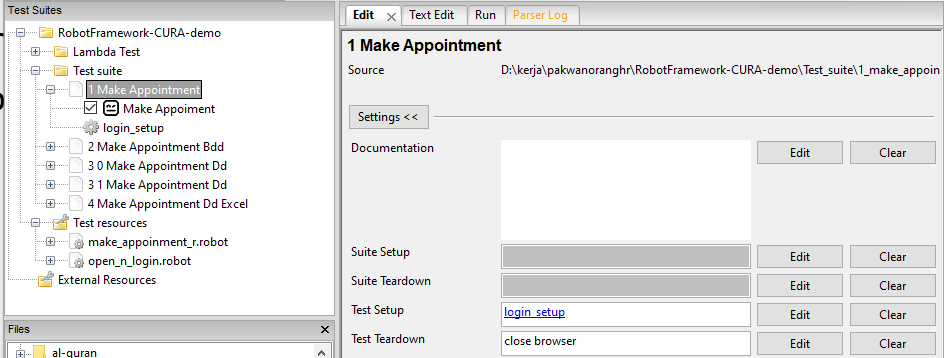 Test Suites
RobotFramework-CURA-demo
Lambda Test
Test suite
1 Make Appointment
Make Appoiment
login_setup
2 Make Appointment Bdd
3 0 Make Appointment Dd
3 1 Make Appointment Dd
4 Make Appointment Dd Excel
Test resources
make_appoinment_r.robot
open_n_login.robot
External Resources
Files
al-quran
Edit Text Edit Run Parser Log
1 Make Appointment
Source D:\kerja\pakwanoranghr\RobotFramework-CURA-demo\Test_suite\1_make_appoin
Settings <<
Documentation Edit Clear
Suite Setup Edit Clear
Suite Teardown Edit Clear
Test Setup login_setup Edit Clear
Test Teardown close browser Edit Clear